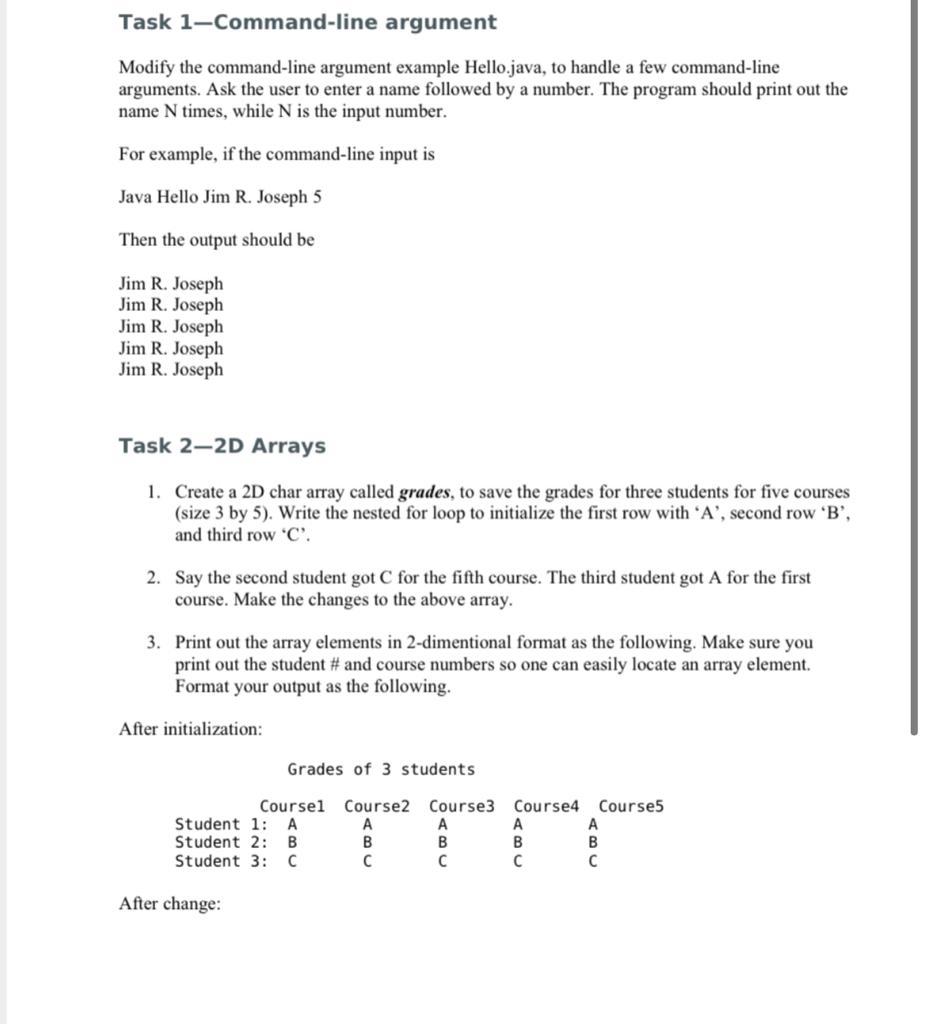 Task 1—Command-line argument
Modify the command-line argument example Hello.java, to handle a few command-line
arguments. Ask the user to enter a name followed by a number. The program should print out the
name N times, while N is the input number.
For example, if the command-line input is
Java Hello Jim R. Joseph 5
Then the output should be
Jim R. Joseph
Jim R. Joseph
Jim R. Joseph
Jim R. Joseph
Jim R. Joseph
Task 2—2D Arrays
1. Create a 2D char array called grades, to save the grades for three students for five courses
(size 3 by 5). Write the nested for loop to initialize the first row with ‘A’, second row ‘B’,
and third row ‘C’.
2. Say the second student got C for the fifth course. The third student got A for the first
course. Make the changes to the above array.
3. Print out the array elements in 2-dimentional format as the following. Make sure you
print out the student # and course numbers so one can easily locate an array element.
Format your output as the following.
After initialization:
Grades of 3 students
Course1 Course2 Course3 Course4 Course5
Student 1: A A A A A
Student 2: B B B B B
Student 3: C C C C C
After change: